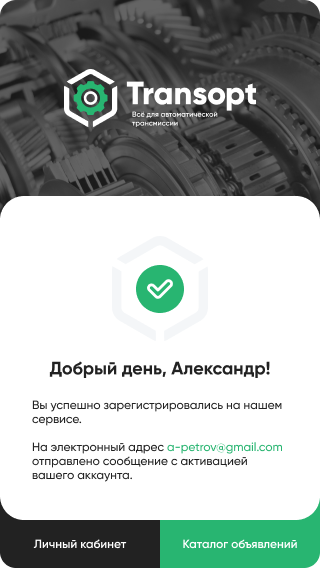 Transopt
Всё для автоматической
трансмиссии
Добрый день, Александр!
Вы успешно зарегистрировались на нашем
сервисе.
На электронный адрес a-petrov@gmail.com
отправлено сообщение с активацией
вашего аккаунта.
Личный кабинет
Каталог объявлений